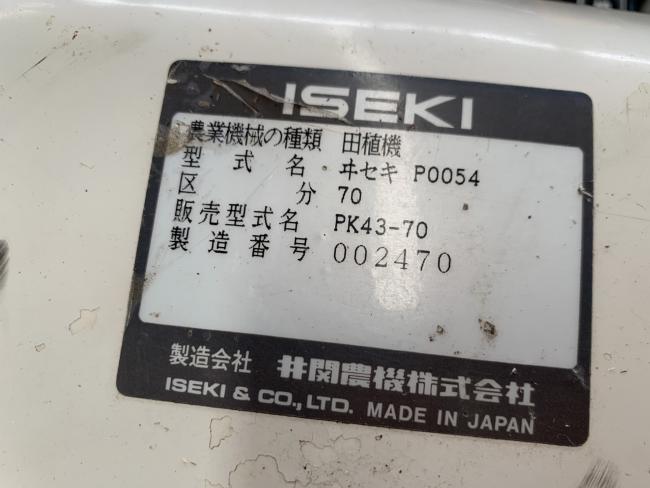 ISEKI
農業機械の種類 田植機
型式名 ヰセキ P0054
区分 70
販売型式名 PK43-70
製造番号 002470
製造会社 井関農機株式会社
ISEKI & CO., LTD. MADE IN JAPAN